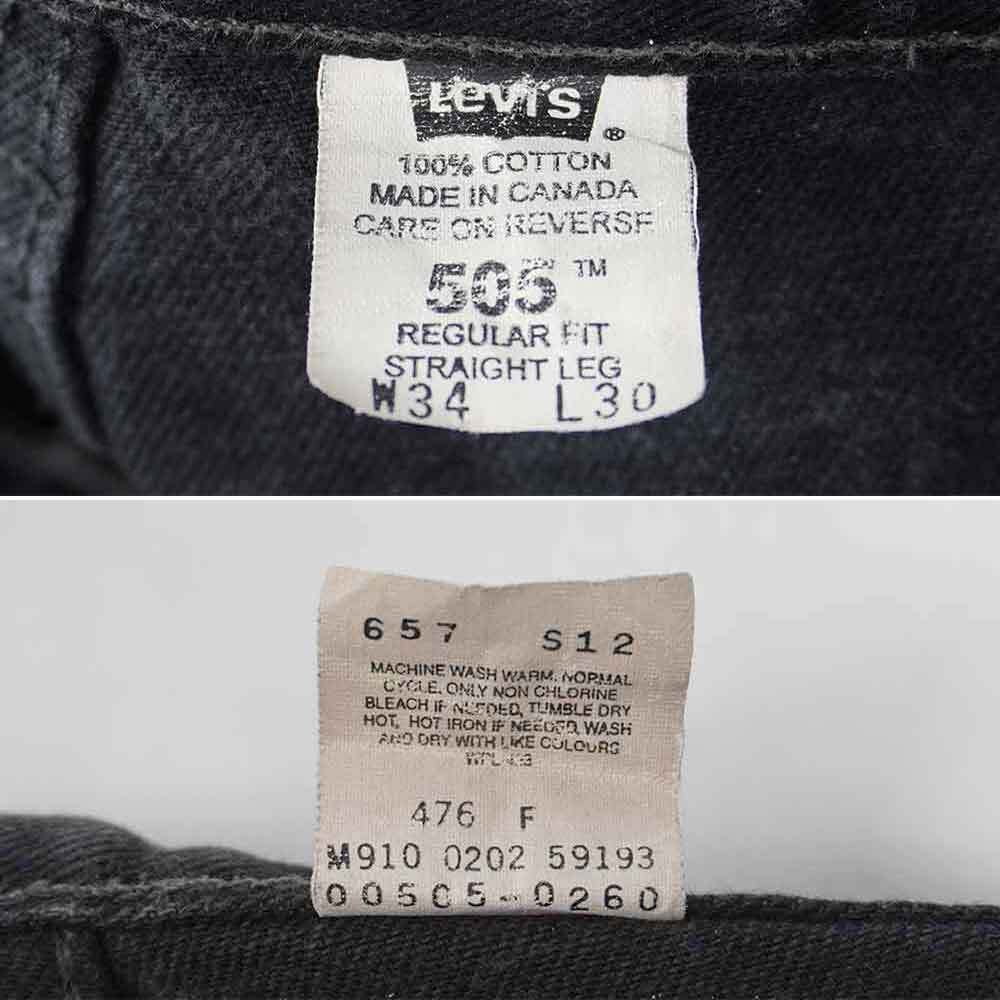 Levi's
®
100% COTTON
MADE IN CANADA
CARE ON REVERSE
505 ™
REGULAR FIT
STRAIGHT LEG
W34 L30
657 S12
MACHINE WASH WARM, NORMAL
CYCLE, ONLY NON CHLORINE
BLEACH IF NEEDED, TUMBLE DRY
HOT, HOT IRON IF NEEDED, WASH
AND DRY WITH LIKE COLOURS
WPL
476 F
M910 0202 59193
00505-0260